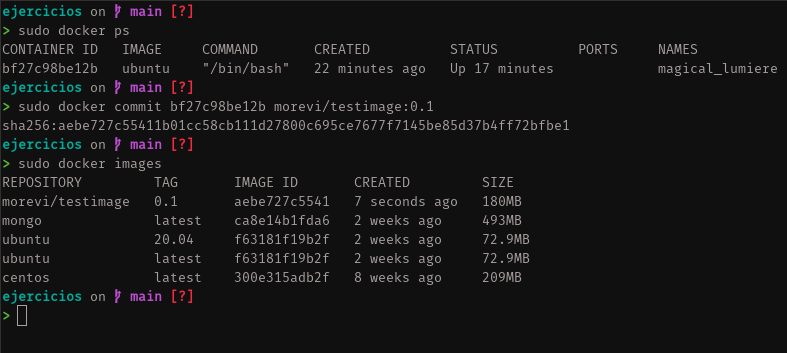 ejercicios on main [?]
> sudo docker ps
CONTAINER ID   IMAGE     COMMAND       CREATED          STATUS          PORTS     NAMES
bf27c98be12b   ubuntu    "/bin/bash"   22 minutes ago   Up 17 minutes             magical_lumiere
ejercicios on main [?]
> sudo docker commit bf27c98be12b morevi/testimage:0.1
sha256:aebe727c55411b01cc58cb111d27800c695ce7677f7145be85d37b4ff72bfbe1
ejercicios on main [?]
> sudo docker images
REPOSITORY         TAG       IMAGE ID       CREATED         SIZE
morevi/testimage   0.1       aebe727c5541   7 seconds ago   180MB
mongo              latest    ca8e14b1fda6   2 weeks ago     493MB
ubuntu             20.04     f63181f19b2f   2 weeks ago     72.9MB
ubuntu             latest    f63181f19b2f   2 weeks ago     72.9MB
centos             latest    300e315adb2f   8 weeks ago     209MB
ejercicios on main [?]
>